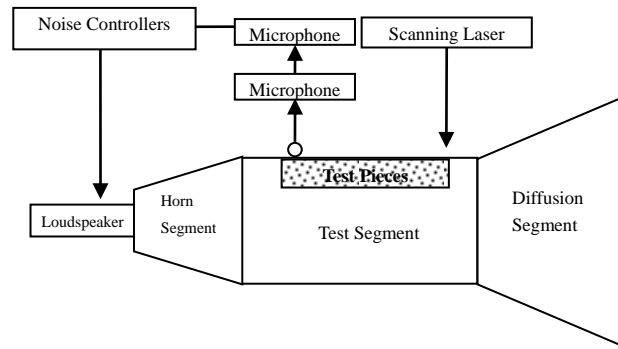 Noise Controllers
Microphone
Scanning Laser
Microphone
Test Pieces
Horn
Segment
Diffusion
Segment
Loudspeaker
Test Segment